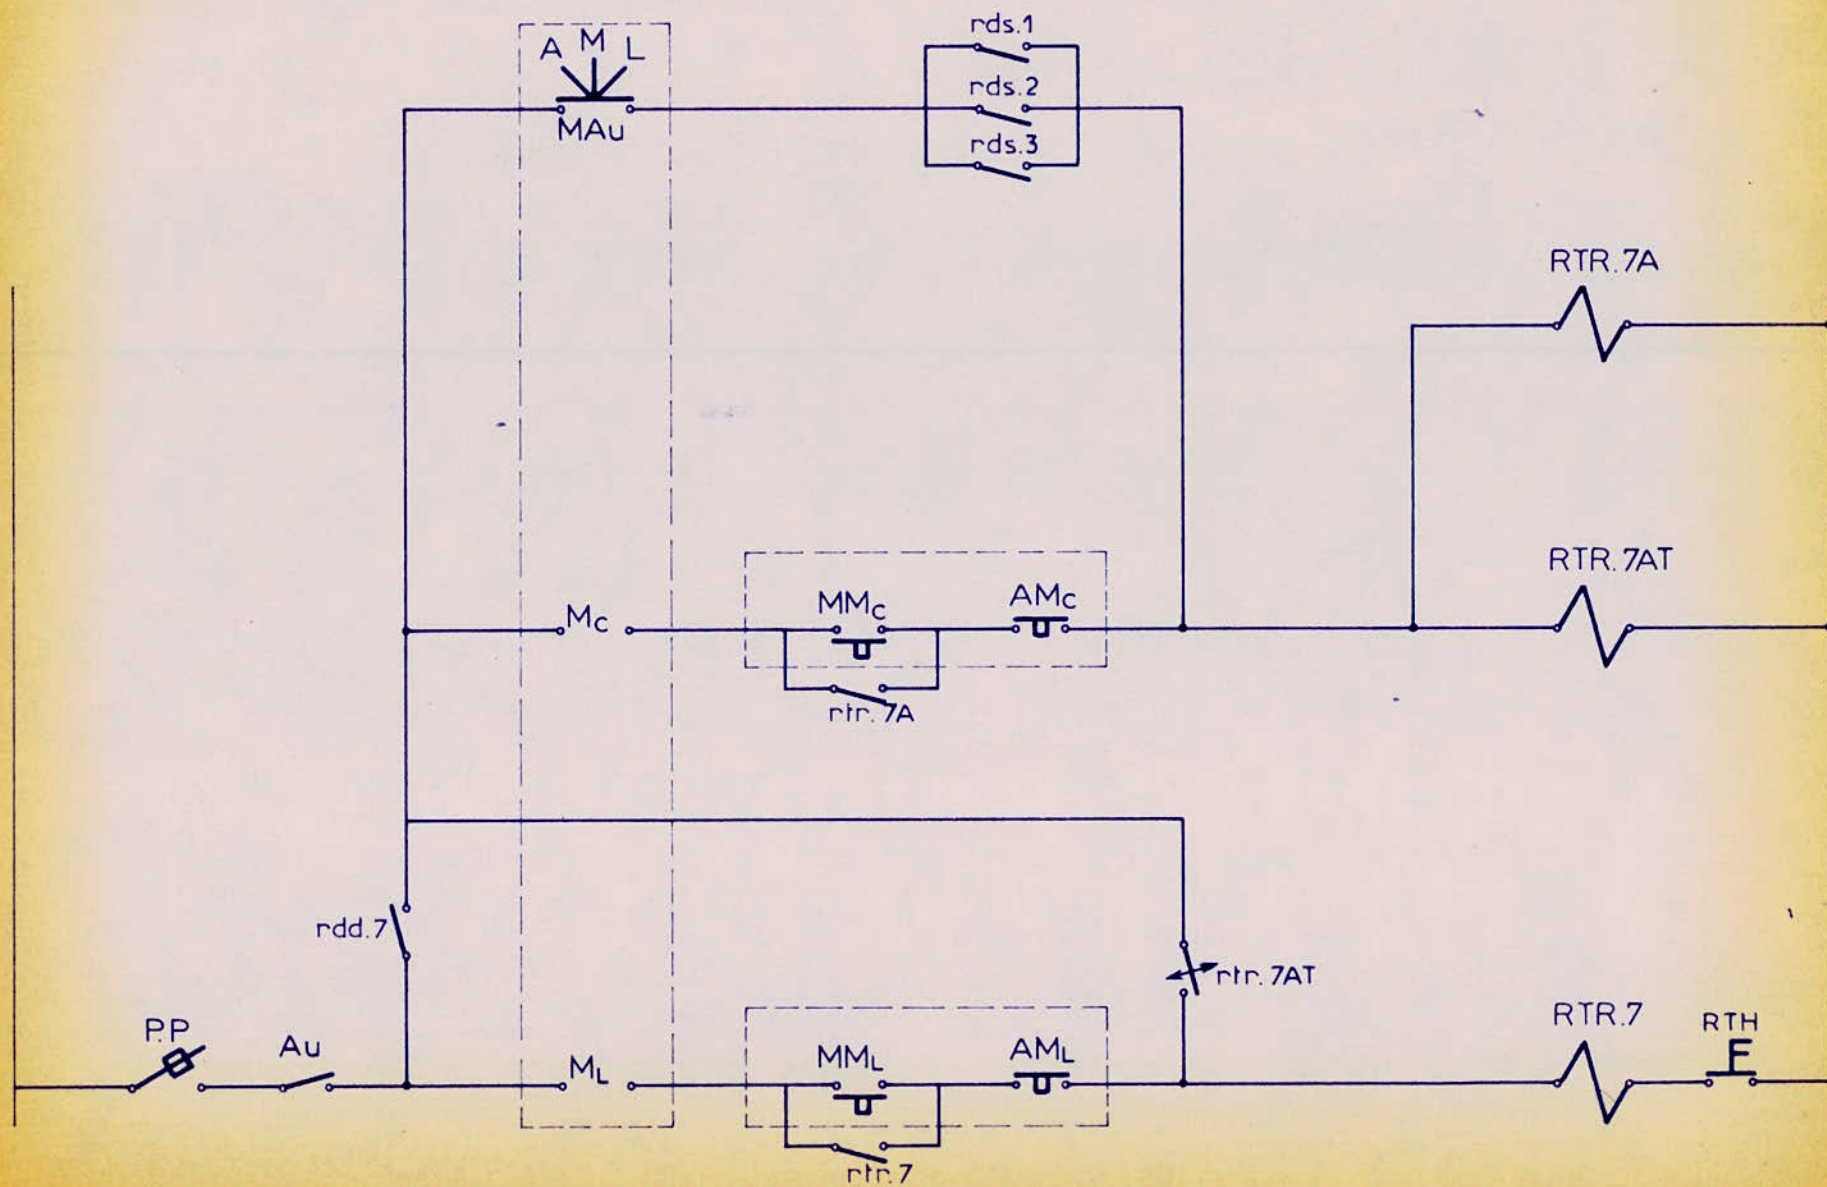 rds.1
A M L
rds.2
MAu
rds.3
RTR.7A
RTR.7AT
MMc
AMc
Mc
rtr.7A
rdd.7
rtr.7AT
P.P
Au
ML
MML
AML
RTR.7
RTH
rtr.7